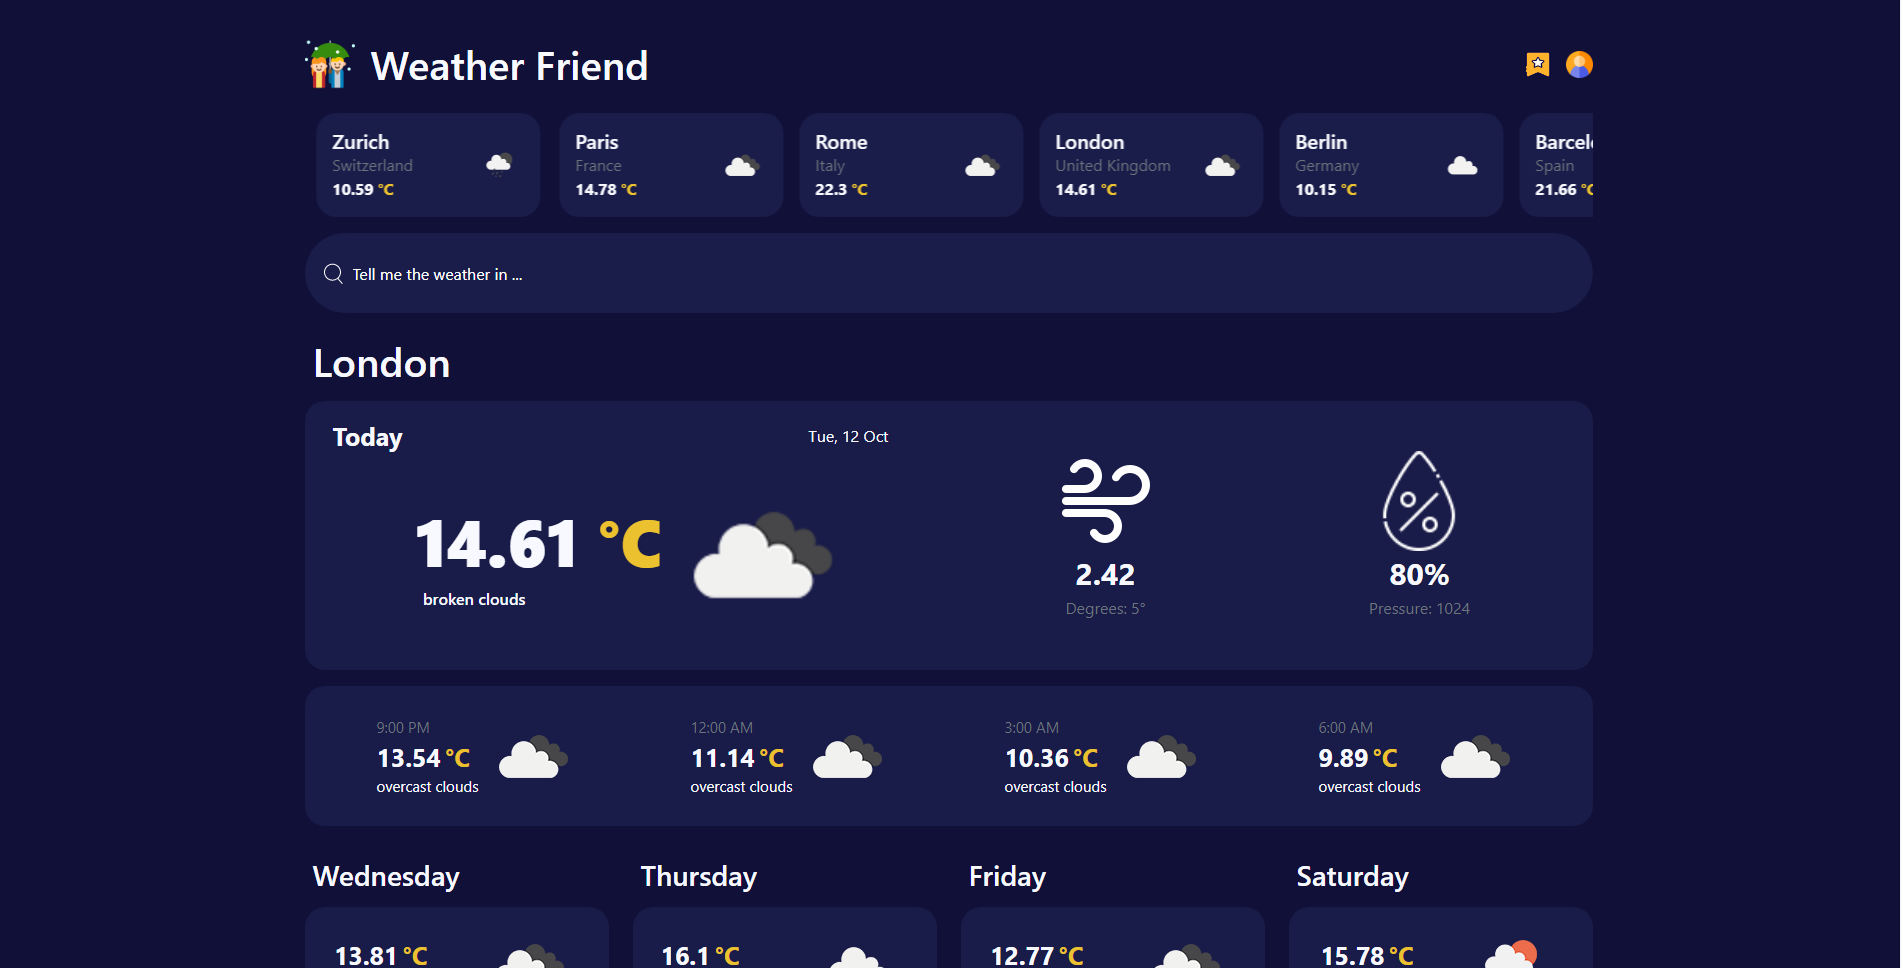 Weather Friend
Zurich
Switzerland
10.59 °C
Paris
France
14.78 °C
Rome
Italy
22.3 °C
London
United Kingdom
14.61 °C
Berlin
Germany
10.15 °C
Barcel
Spain
21.66 °C
Tell me the weather in ...
London
Today
Tue, 12 Oct
14.61 °C
broken clouds
2.42
Degrees: 5°
80%
Pressure: 1024
9:00 PM
13.54 °C
overcast clouds
12:00 AM
11.14 °C
overcast clouds
3:00 AM
10.36 °C
overcast clouds
6:00 AM
9.89 °C
overcast clouds
Wednesday
13.81 °C
Thursday
16.1 °C
Friday
12.77 °C
Saturday
15.78 °C